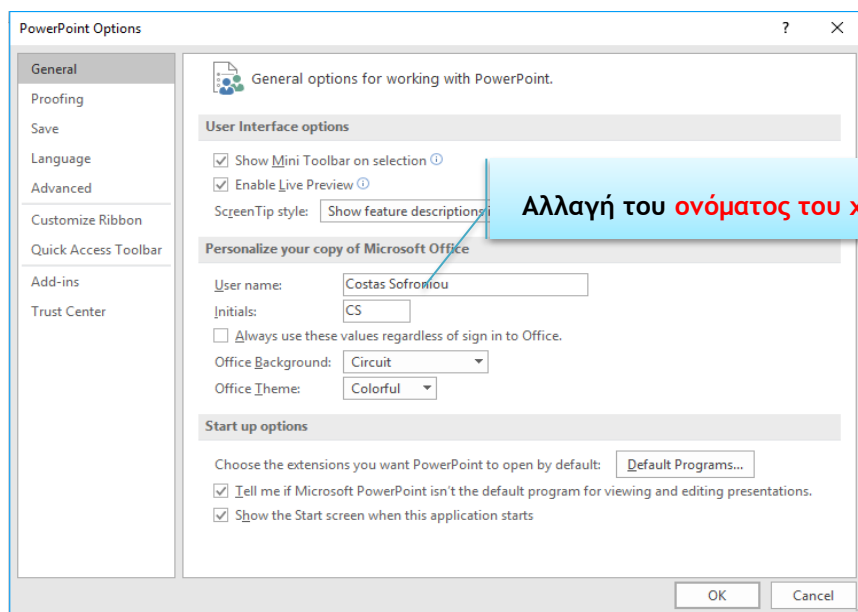 PowerPoint Options
General
Proofing
Save
Language
Advanced
Customize Ribbon
Quick Access Toolbar
Add-ins
Trust Center
General options for working with PowerPoint.
User Interface options
Show Mini Toolbar on selection
Enable Live Preview
ScreenTip style: Show feature descriptions
Αλλαγή του ονόματος του
Personalize your copy of Microsoft Office
User name: Costas Sofroniou
Initials: CS
Always use these values regardless of sign in to Office.
Office Background: Circuit
Office Theme: Colorful
Start up options
Choose the extensions you want PowerPoint to open by default: Default Programs...
Tell me if Microsoft PowerPoint isn't the default program for viewing and editing presentations.
Show the Start screen when this application starts
OK Cancel